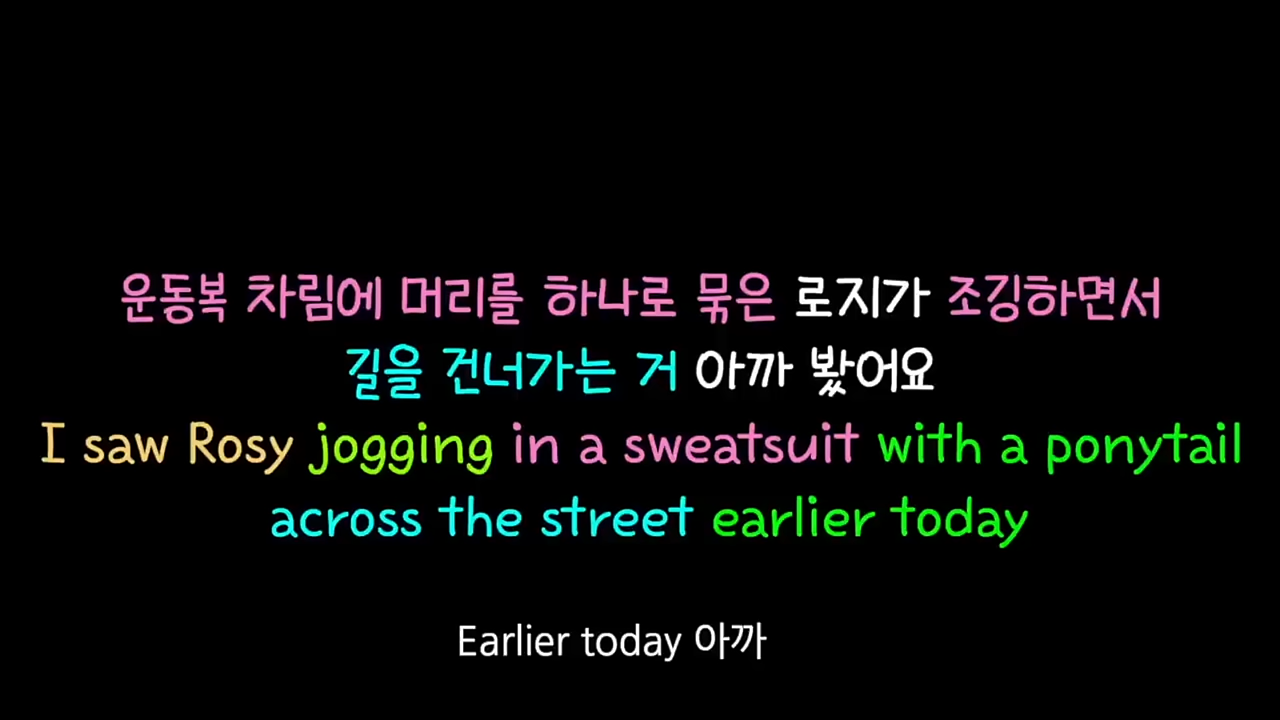 운동복 차림에 머리를 하나로 묶은 로지가 조깅하면서
길을 건너가는 거 아까 봤어요
I saw Rosy jogging in a sweatsuit with a ponytail
across the street earlier today
Earlier today 아까